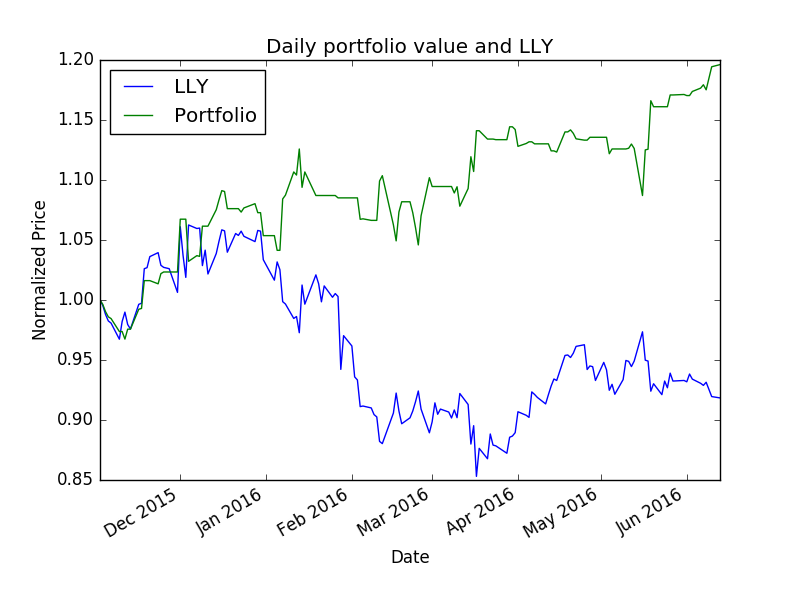 Daily portfolio value and LLY
LLY
Portfolio
1.20
1.15
1.10
1.05
1.00
0.95
0.90
0.85
Normalized Price
Dec 2015
Jan 2016
Feb 2016
Mar 2016
Apr 2016
May 2016
Jun 2016
Date